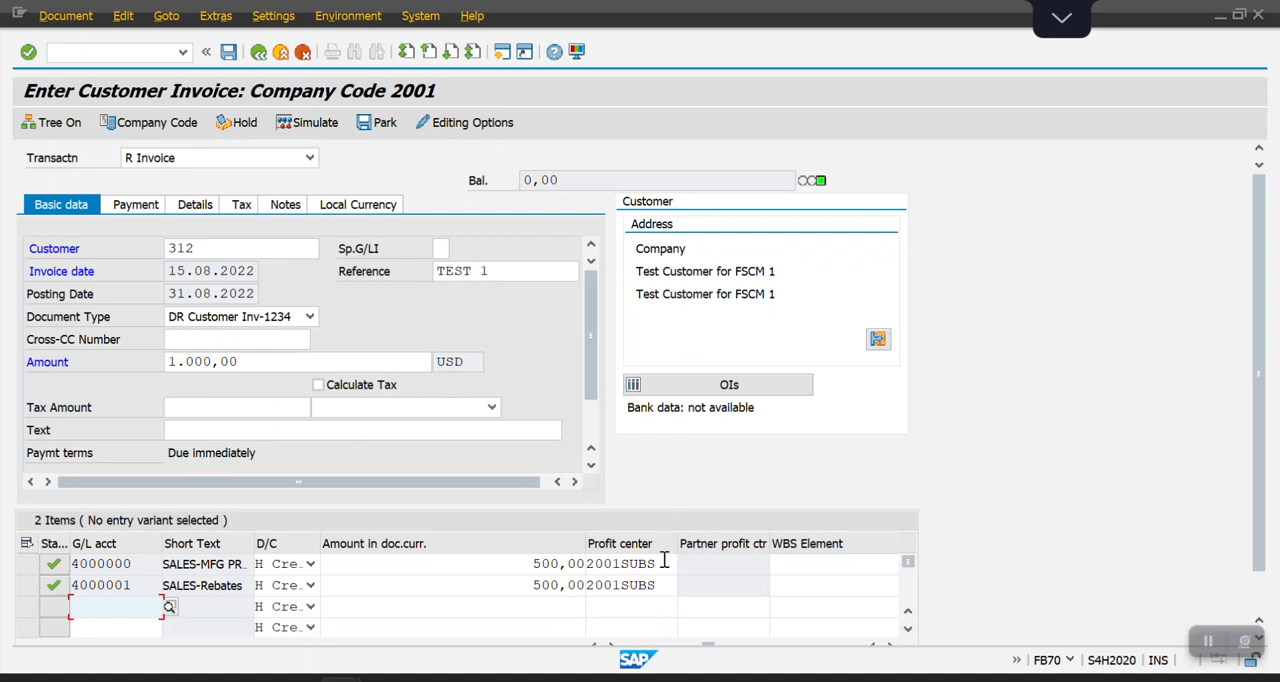 Document Edit Goto Extras Settings Environment System Help
Enter Customer Invoice: Company Code 2001
Tree On Company Code Hold Simulate Park Editing Options
Transactn R Invoice
Bal. 0,00
Basic data Payment Details Tax Notes Local Currency
Customer 312 Sp.G/LI
Invoice date 15.08.2022 Reference TEST 1
Posting Date 31.08.2022
Document Type DR Customer Inv-1234
Cross-CC Number
Amount 1.000,00 USD
Calculate Tax
Tax Amount
Text
Paymt terms Due immediately
Customer
Address
Company
Test Customer for FSCM 1
Test Customer for FSCM 1
OIs
Bank data: not available
2 Items ( No entry variant selected )
Sta... G/L acct Short Text D/C Amount in doc.curr. Profit center Partner profit ctr WBS Element
4000000 SALES-MFG PR.. H Cre.. 500,00 2001SUBS
4000001 SALES-Rebates H Cre.. 500,00 2001SUBS
H Cre..
H Cre..
SAP FB70 S4H2020 INS